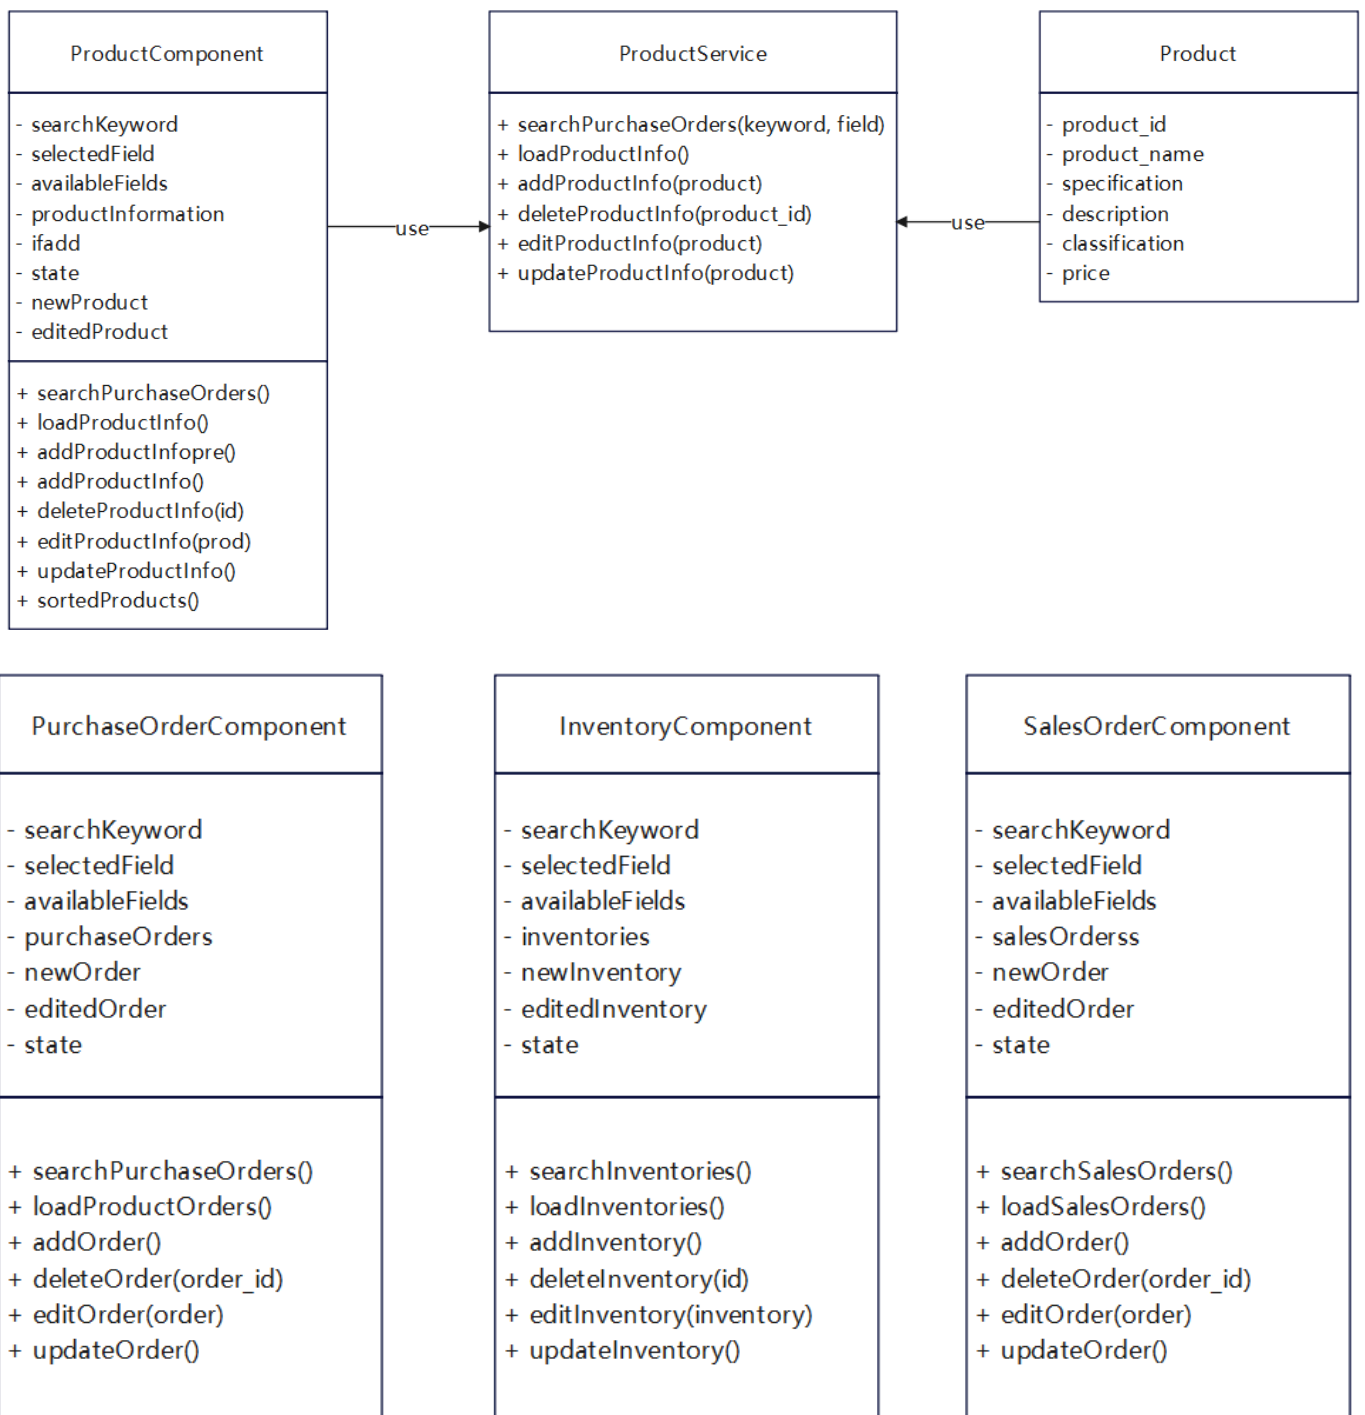 ProductComponent
- searchKeyword
- selectedField
- availableFields
- productInformation
- ifadd
- state
- newProduct
- editedProduct
+ searchPurchaseOrders()
+ loadProductInfo()
+ addProductInfopre()
+ addProductInfo()
+ deleteProductInfo(id)
+ editProductInfo(prod)
+ updateProductInfo()
+ sortedProducts()
use
ProductService
+ searchPurchaseOrders(keyword, field)
+ loadProductInfo()
+ addProductInfo(product)
+ deleteProductInfo(product_id)
+ editProductInfo(product)
+ updateProductInfo(product)
use
Product
- product_id
- product_name
- specification
- description
- classification
- price
PurchaseOrderComponent
- searchKeyword
- selectedField
- availableFields
- purchaseOrders
- newOrder
- editedOrder
- state
+ searchPurchaseOrders()
+ loadProductOrders()
+ addOrder()
+ deleteOrder(order_id)
+ editOrder(order)
+ updateOrder()
InventoryComponent
- searchKeyword
- selectedField
- availableFields
- inventories
- newInventory
- editedInventory
- state
+ searchInventories()
+ loadInventories()
+ addInventory()
+ deleteInventory(id)
+ editInventory(inventory)
+ updateInventory()
SalesOrderComponent
- searchKeyword
- selectedField
- availableFields
- salesOrderss
- newOrder
- editedOrder
- state
+ searchSalesOrders()
+ loadSalesOrders()
+ addOrder()
+ deleteOrder(order_id)
+ editOrder(order)
+ updateOrder()